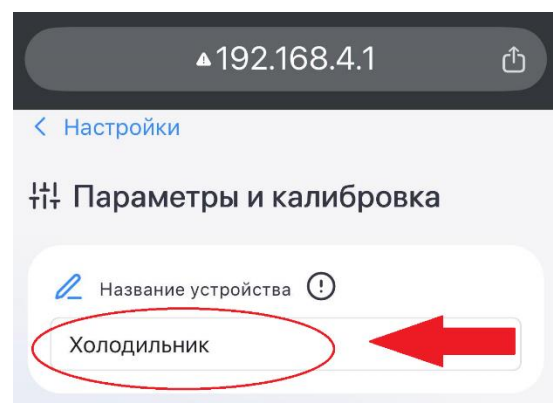 192.168.4.1
Настройки
Параметры и калибровка
Название устройства
Холодильник